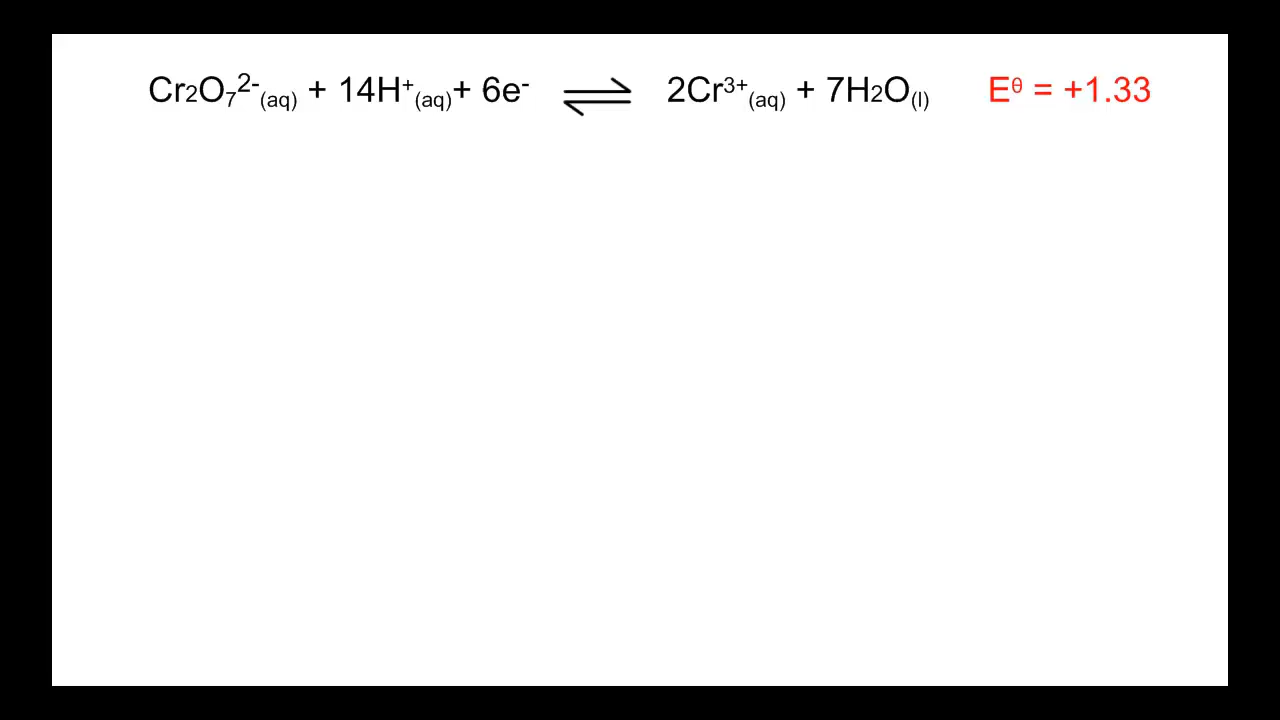 Cr₂O₇²⁻(aq) + 14H⁺(aq)+ 6e⁻ ⇌ 2Cr³⁺(aq) + 7H₂O(l) Eᶿ = +1.33